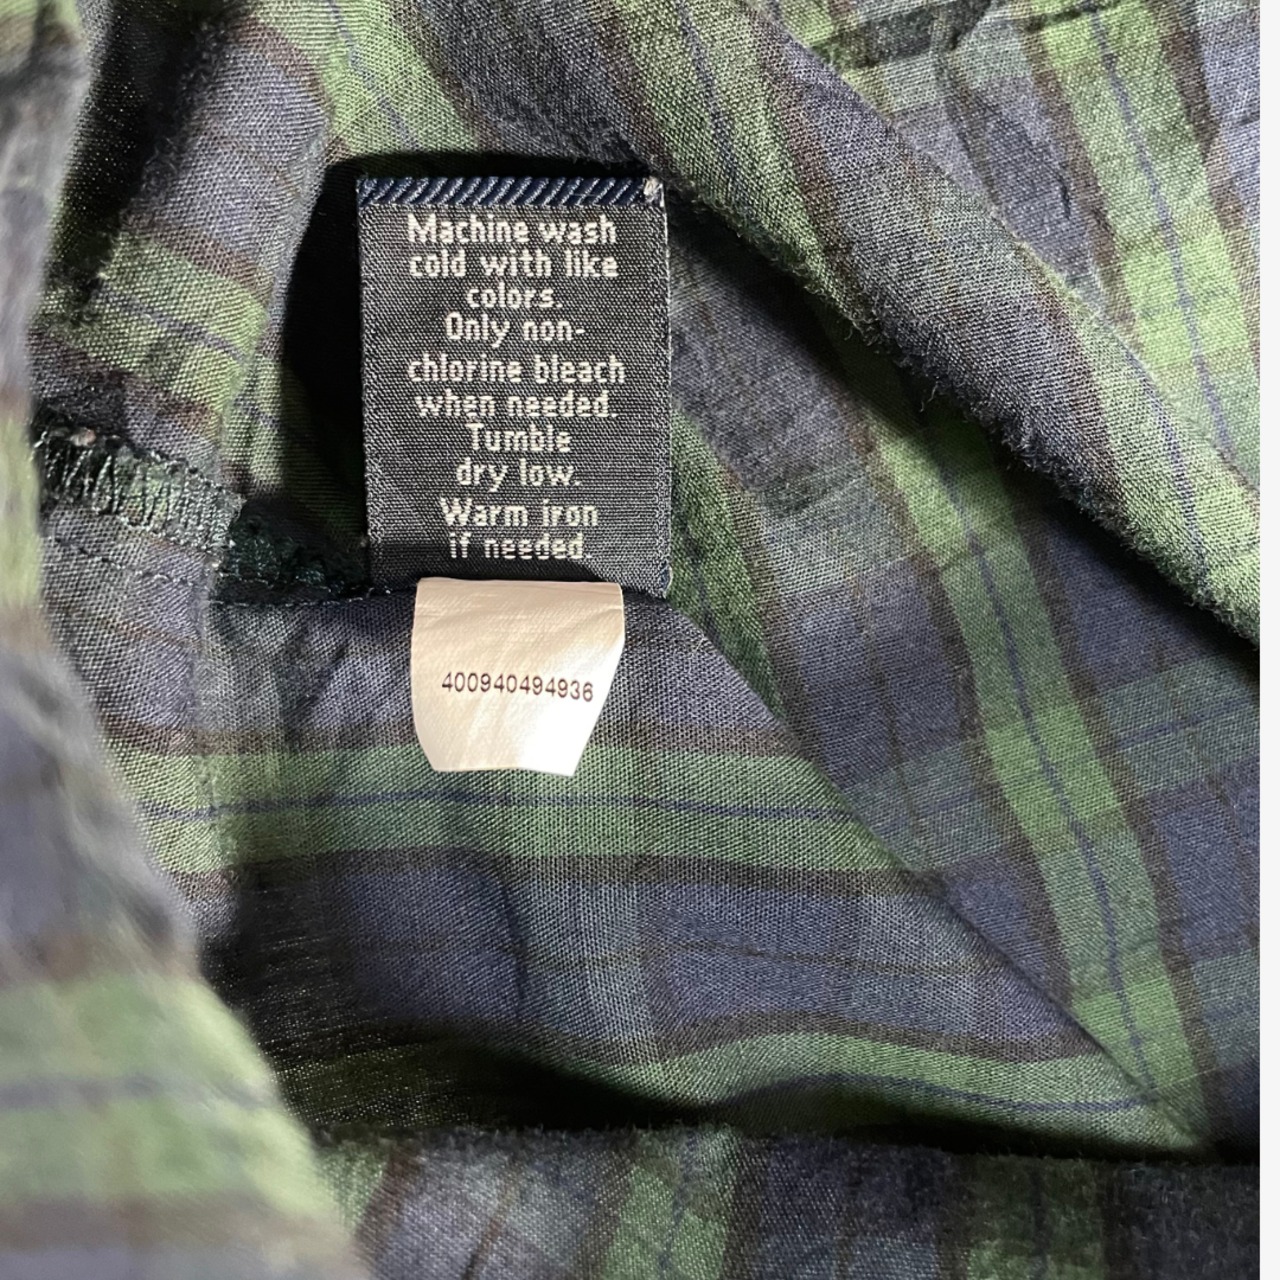 Machine wash
cold with like
colors.
Only non-
chlorine bleach
when needed.
Tumble
dry low.
Warm iron
if needed.
400940494936